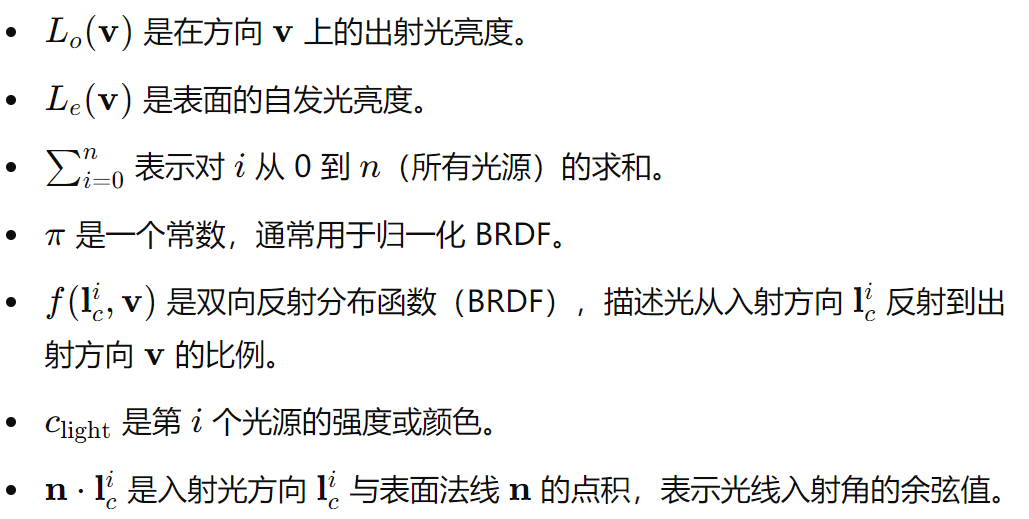 • $L_o(\mathbf{v})$ 是在方向 $\mathbf{v}$ 上的出射光亮度。
• $L_e(\mathbf{v})$ 是表面的自发光亮度。
• $\sum_{i=0}^{n}$ 表示对 $i$ 从 0 到 $n$（所有光源）的求和。
• $\pi$ 是一个常数，通常用于归一化 BRDF。
• $f(\mathbf{l}_c^i, \mathbf{v})$ 是双向反射分布函数（BRDF），描述光从入射方向 $\mathbf{l}_c^i$ 反射到出
射方向 $\mathbf{v}$ 的比例。
• $c_{\text{light}}$ 是第 $i$ 个光源的强度或颜色。
• $\mathbf{n} \cdot \mathbf{l}_c^i$ 是入射光方向 $\mathbf{l}_c^i$ 与表面法线 $\mathbf{n}$ 的点积，表示光线入射角的余弦值。